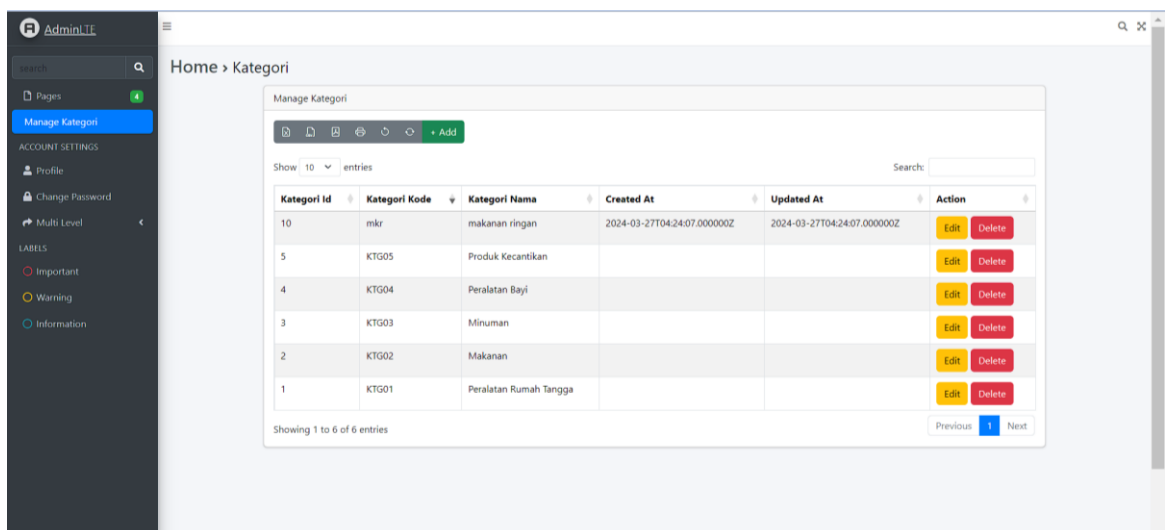 AdminLTE
search
Pages 4
Manage Kategori
ACCOUNT SETTINGS
Profile
Change Password
Multi Level
LABELS
Important
Warning
Information
Home › Kategori
Manage Kategori
+ Add
Show 10 entries Search:
Kategori Id Kategori Kode Kategori Nama Created At Updated At Action
10 mkr makanan ringan 2024-03-27T04:24:07.000000Z 2024-03-27T04:24:07.000000Z Edit Delete
5 KTG05 Produk Kecantikan Edit Delete
4 KTG04 Peralatan Bayi Edit Delete
3 KTG03 Minuman Edit Delete
2 KTG02 Makanan Edit Delete
1 KTG01 Peralatan Rumah Tangga Edit Delete
Showing 1 to 6 of 6 entries Previous 1 Next